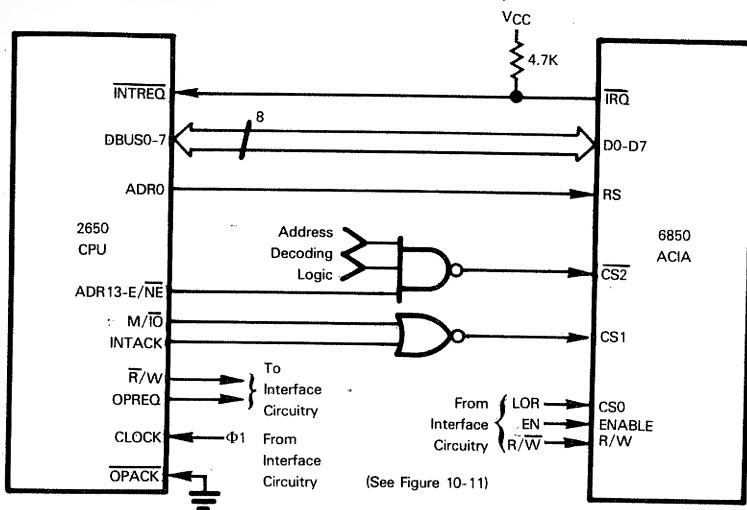 VCC
4.7K
INTREQ
IRQ
8
DBUS0-7
D0-D7
ADR0
RS
2650
CPU
6850
ACIA
Address
Decoding
Logic
CS2
ADR13-E/NE
M/IO
INTACK
CS1
R/W
OPREQ
To
Interface
Circuitry
From
Interface
Circuitry
LOR
EN
R/W
CS0
ENABLE
R/W
CLOCK
Φ1
From
Interface
Circuitry
OPACK
(See Figure 10-11)